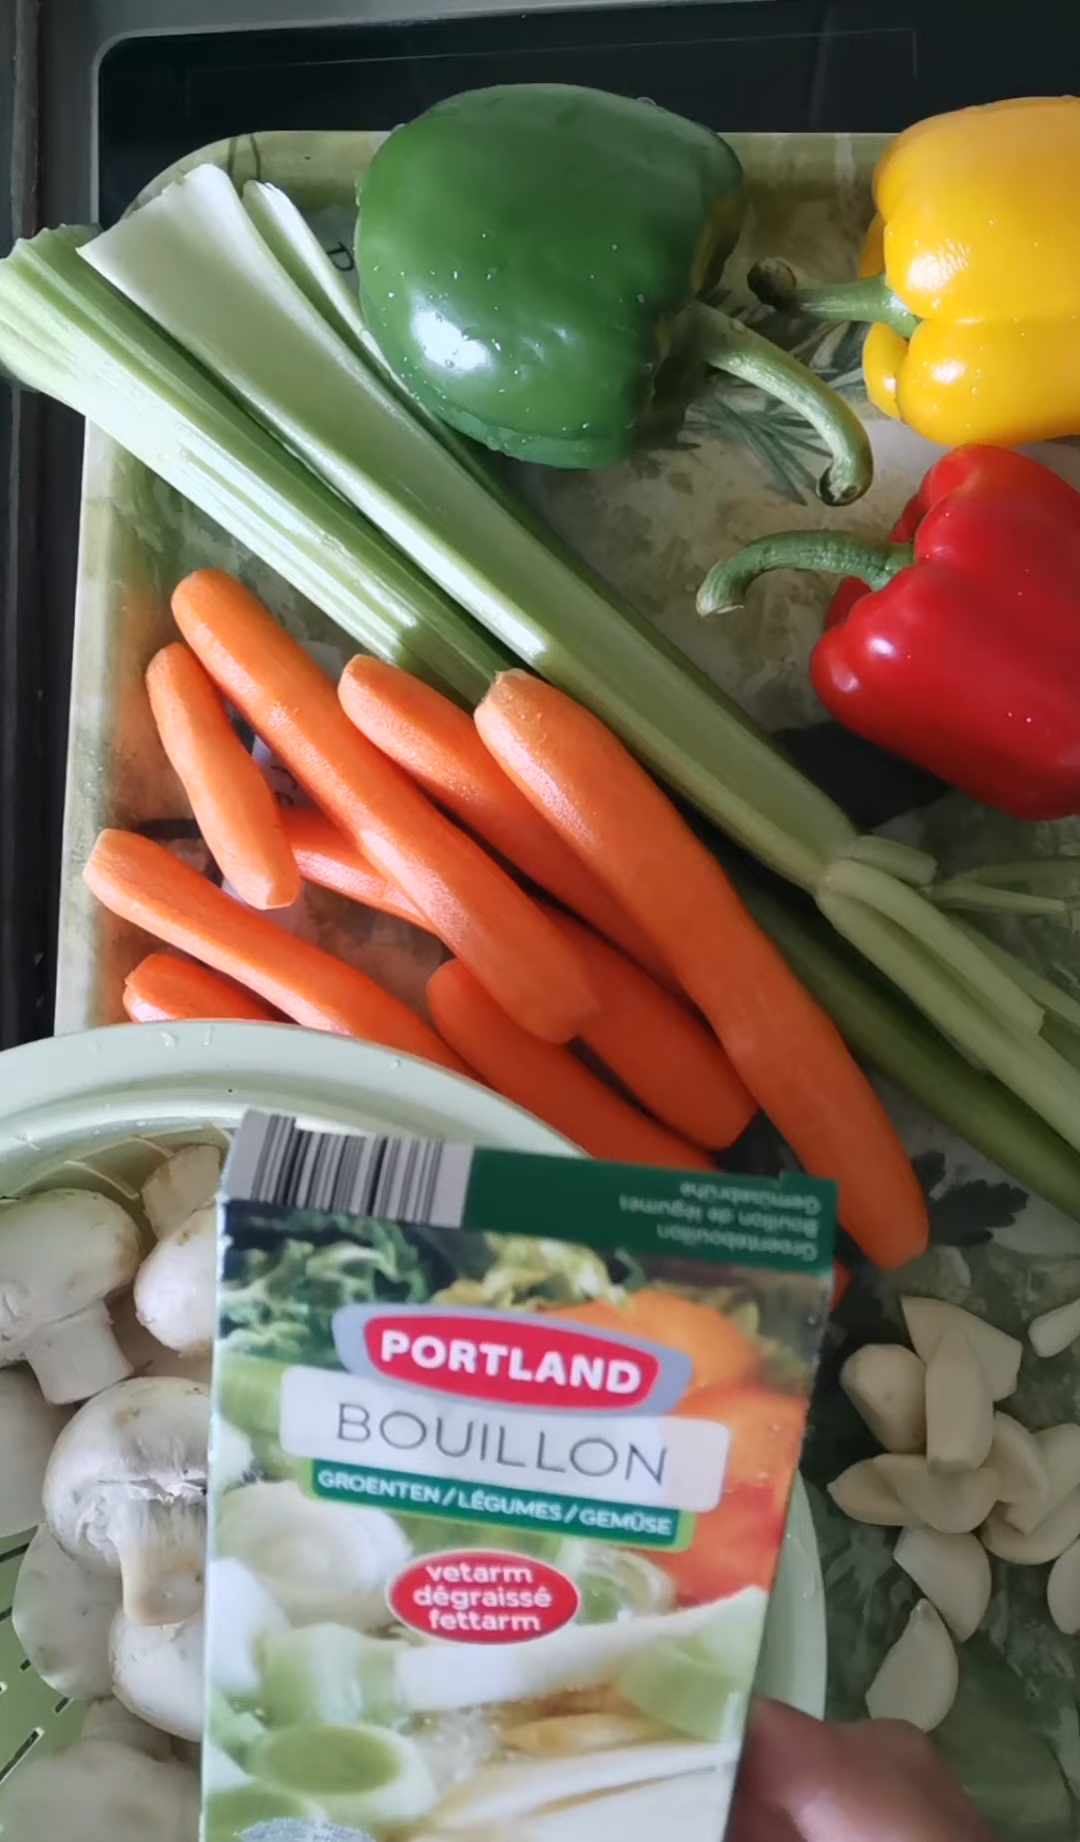 Groentebouillon
Bouillon de légumes
Gemüsebrühe
PORTLAND
BOUILLON
GROENTEN / LÉGUMES / GEMÜSE
vetarm
dégraissé
fettarm